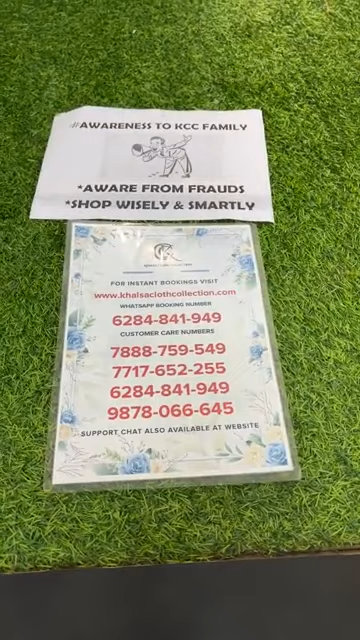 #AWARENESS TO KCC FAMILY
*AWARE FROM FRAUDS
*SHOP WISELY & SMARTLY
FOR INSTANT BOOKINGS VISIT
www.khalsaclothcollection.com
WHATSAPP BOOKING NUMBER
6284-841-949
CUSTOMER CARE NUMBERS
7888-759-549
7717-652-255
6284-841-949
9878-066-645
SUPPORT CHAT ALSO AVAILABLE AT WEBSITE